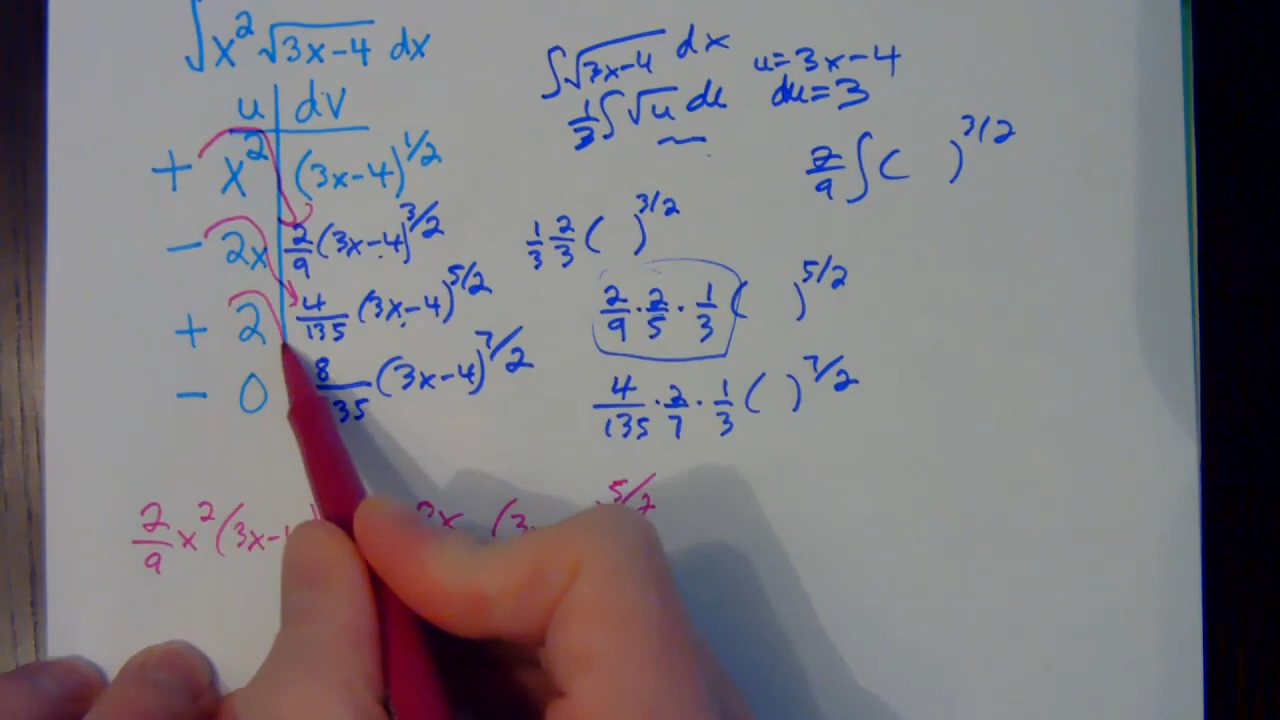 ∫x²√3x-4 dx
u | dv
+ x² (3x-4)^1/2
- 2x 2/9 (3x-4)^3/2
+ 2 4/135 (3x-4)^5/2
- 0 8/ 35 (3x-4)^7/2
2/9 x² (3x- 2x (3 5/2
∫√3x-4 dx u=3x-4
1/3 ∫√u du du=3
2/9 ∫( )^3/2
1/3 2/3 ( )^3/2
2/9 · 2/5 · 1/3 ( )^5/2
4/135 · 2/7 · 1/3 ( )^7/2